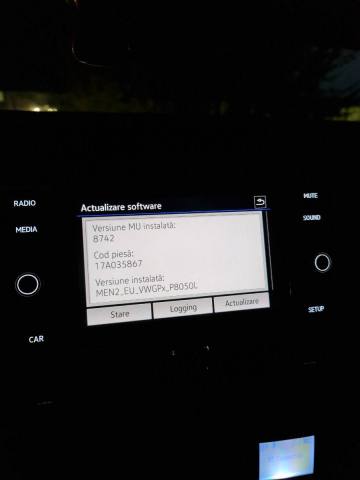 RADIO
MEDIA
CAR
Actualizare software
Versiune MU instalată:
8742
Cod piesă:
17A035867
Versiune instalată:
MEN2_EU_VWGPx_P8050L
Stare
Logging
Actualizare
MUTE
SOUND
SETUP